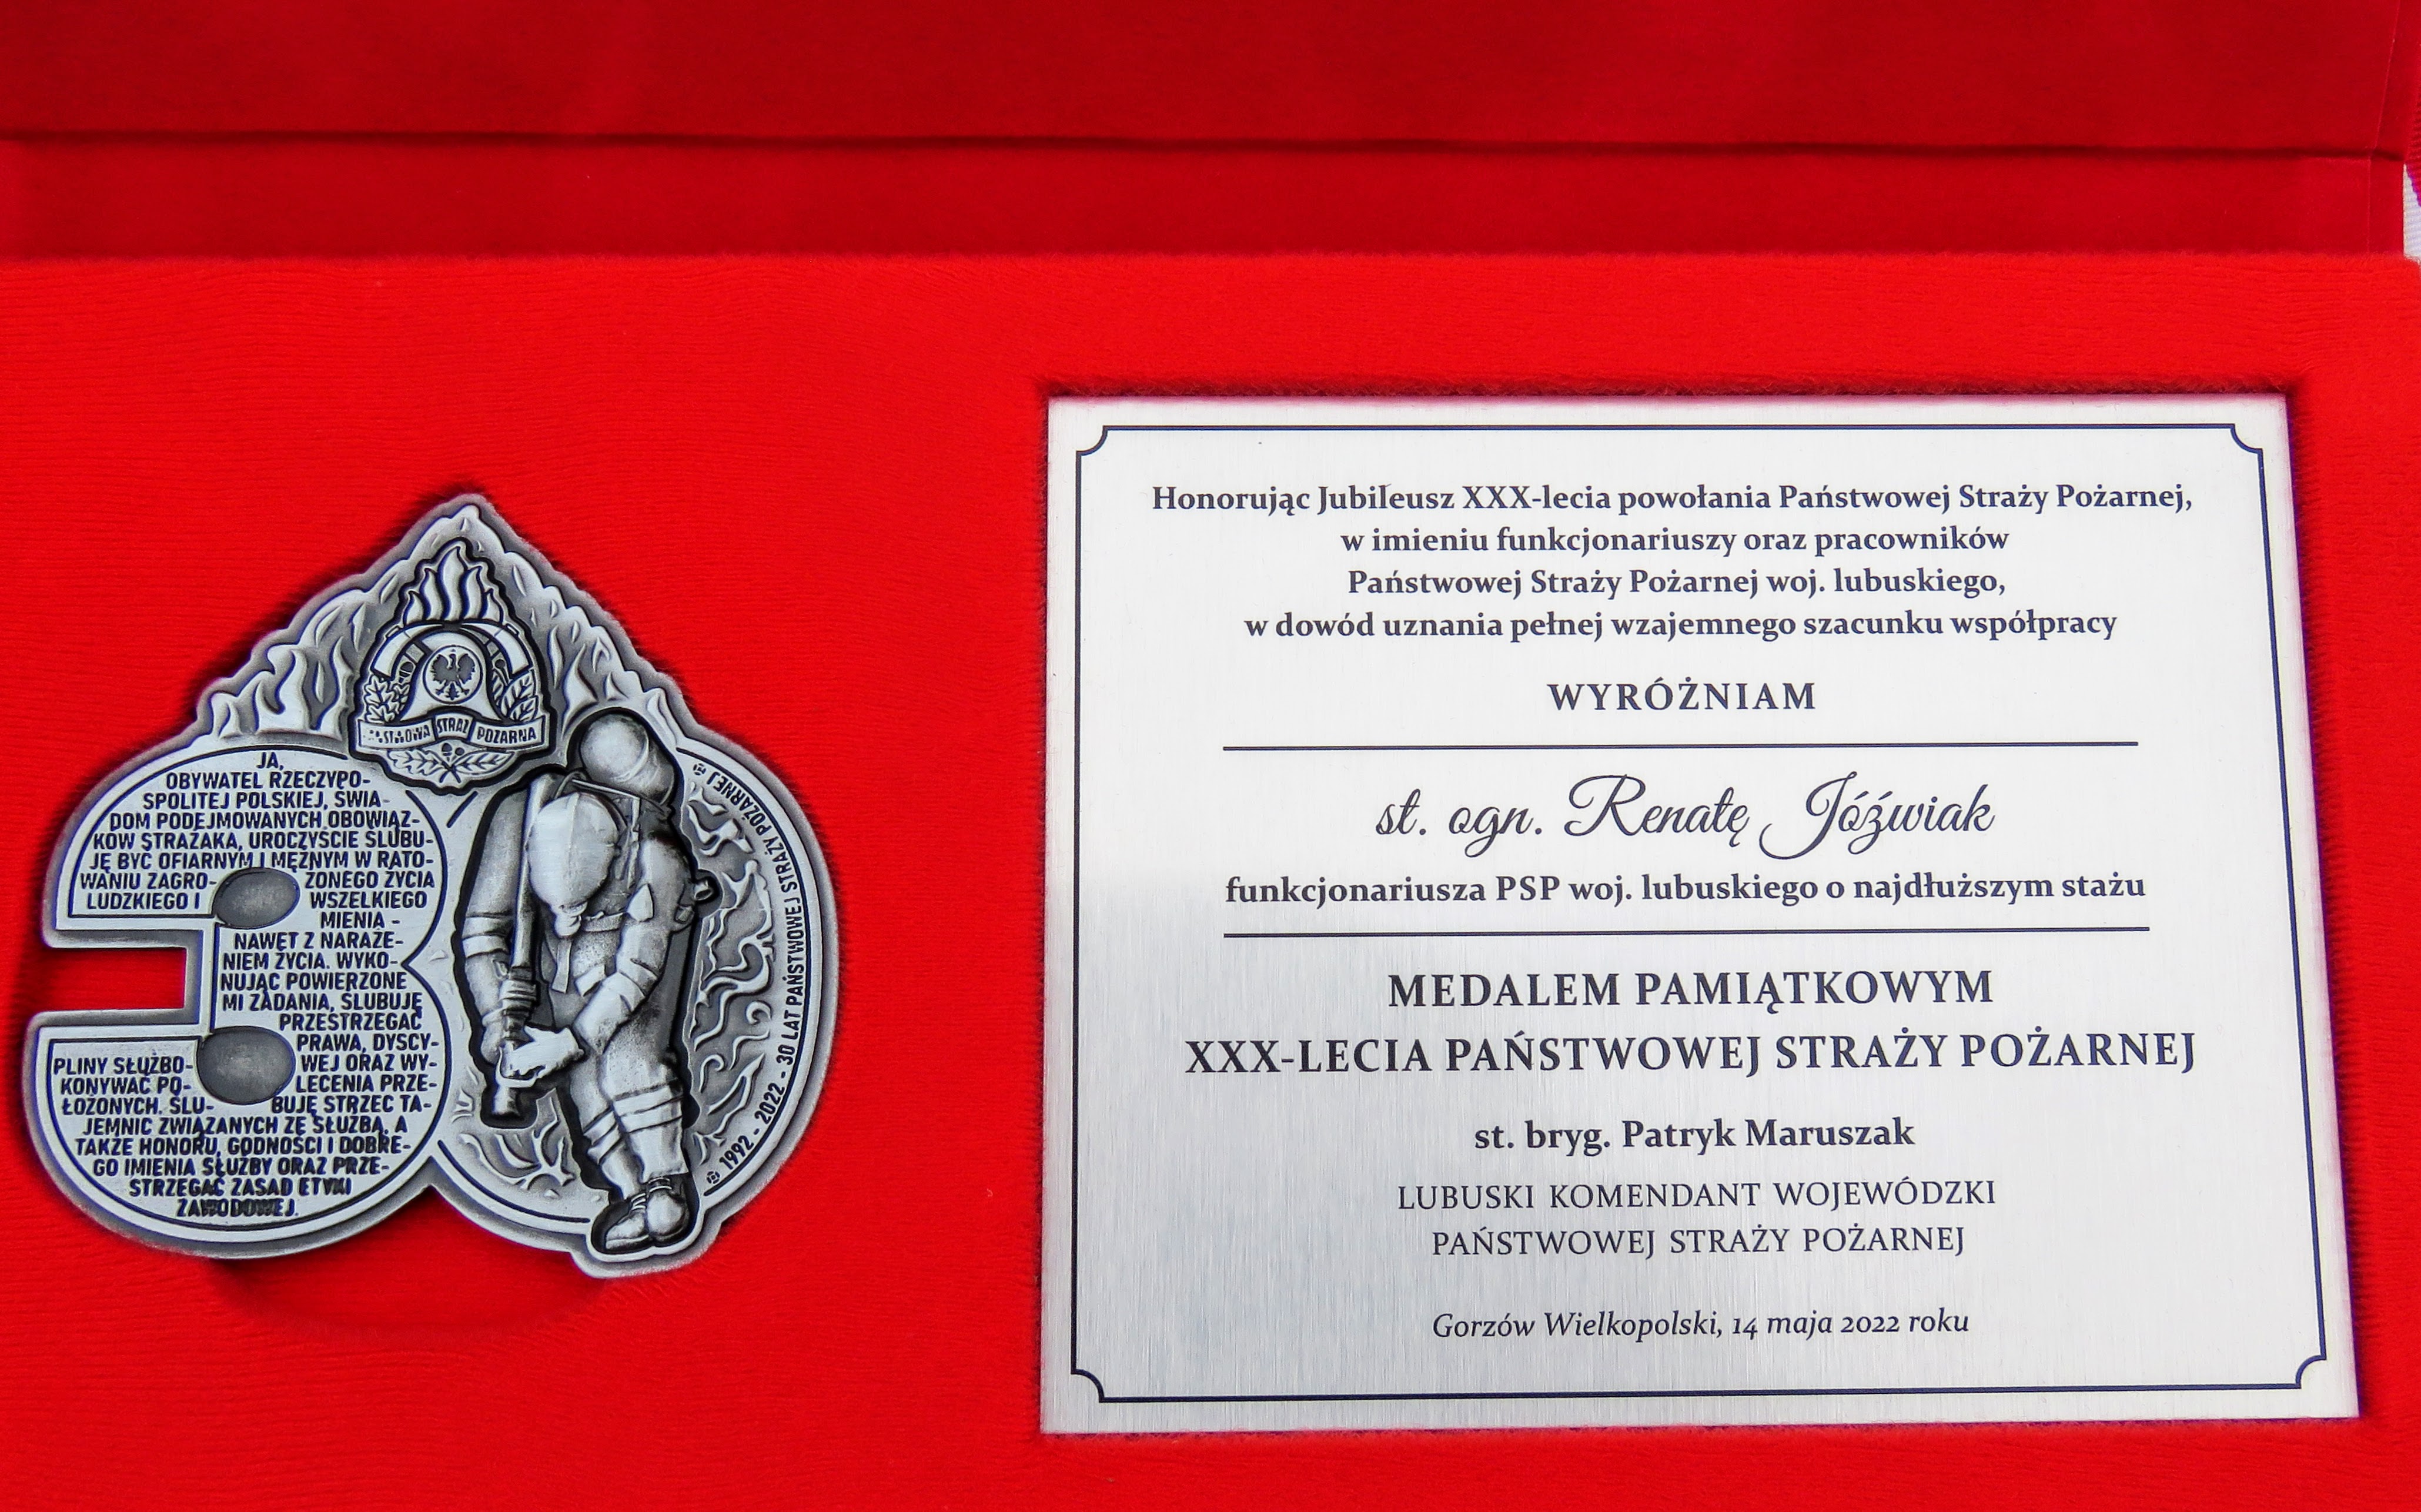 PAŃSTWOWA STRAŻ POŻARNA
JA,
OBYWATEL RZECZYPO-
SPOLITEJ POLSKIEJ, ŚWIA-
DOM PODEJMOWANYCH OBOWIĄZ-
KÓW STRAŻAKA, UROCZYŚCIE ŚLUBU-
JĘ BYĆ OFIARNYM I MĘŻNYM W RATO-
WANIU ZAGRO- ŻONEGO ŻYCIA
LUDZKIEGO I WSZELKIEGO
MIENIA -
NAWET Z NARAŻE-
NIEM ŻYCIA. WYKO-
NUJĄC POWIERZONE
MI ZADANIA, ŚLUBUJĘ
PRZESTRZEGAĆ
PRAWA, DYSCY-
PLINY SŁUŻBO- WEJ ORAZ WY-
KONYWAĆ PO- LECENIA PRZE-
ŁOŻONYCH. ŚLU- BUJĘ STRZEC TA-
JEMNIC ZWIĄZANYCH ZE SŁUŻBĄ, A
TAKŻE HONORU, GODNOŚCI I DOBRE-
GO IMIENIA SŁUŻBY ORAZ PRZE-
STRZEGAĆ ZASAD ETYKI
ZAWODOWEJ.
1992 - 2022 - 30 LAT PAŃSTWOWEJ STRAŻY POŻARNEJ
Honorując Jubileusz XXX-lecia powołania Państwowej Straży Pożarnej,
w imieniu funkcjonariuszy oraz pracowników
Państwowej Straży Pożarnej woj. lubuskiego,
w dowód uznania pełnej wzajemnego szacunku współpracy
WYRÓŻNIAM
st. ogn. Renatę Jóźwiak
funkcjonariusza PSP woj. lubuskiego o najdłuższym stażu
MEDALEM PAMIĄTKOWYM
XXX-LECIA PAŃSTWOWEJ STRAŻY POŻARNEJ
st. bryg. Patryk Maruszak
LUBUSKI KOMENDANT WOJEWÓDZKI
PAŃSTWOWEJ STRAŻY POŻARNEJ
Gorzów Wielkopolski, 14 maja 2022 roku